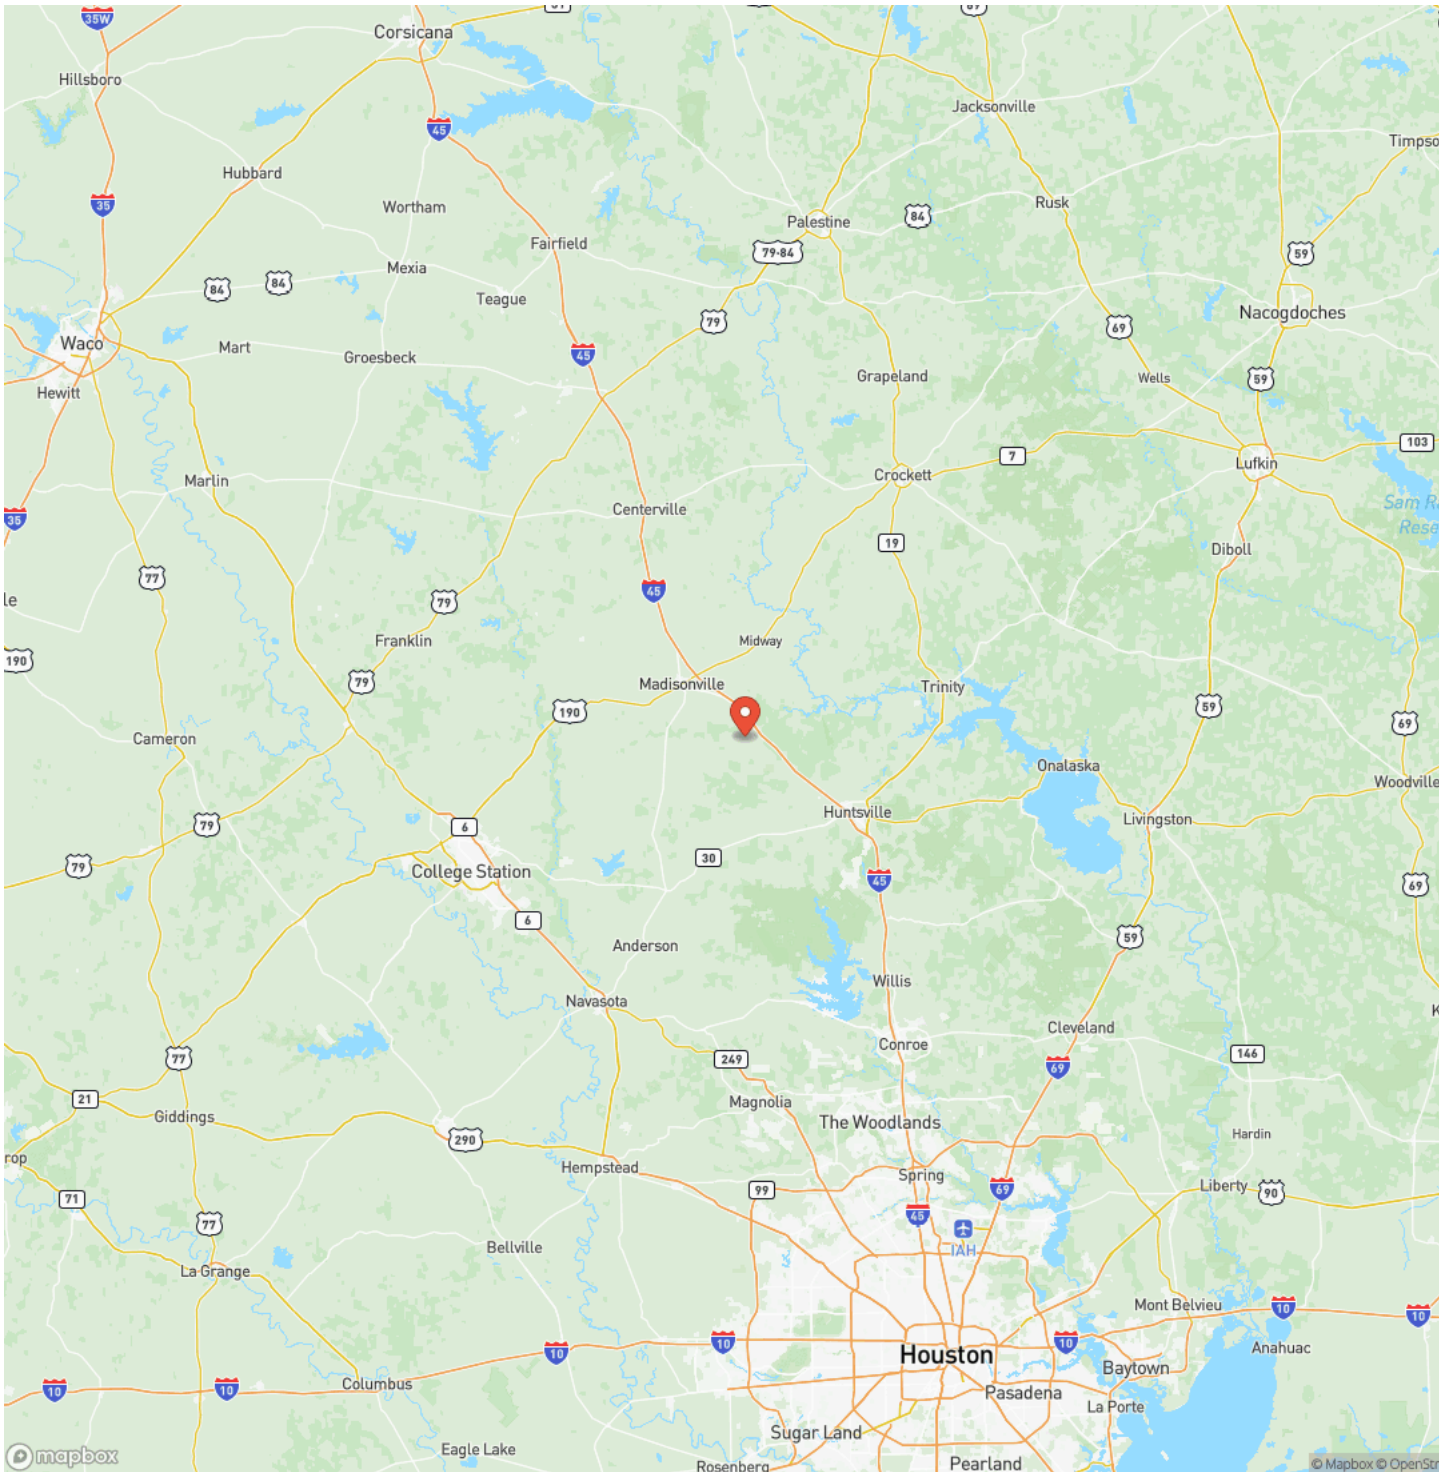 35W
Corsicana
Hillsboro
Jacksonville
45
Timpso
Hubbard
35
Wortham
Rusk
Palestine
84
Fairfield
79-84
59
Mexia
84
84
Teague
Nacogdoches
79
69
Waco
Mart
Groesbeck
45
Grapeland
Wells
59
Hewitt
103
Crockett
7
Lufkin
Marlin
Sam R
Rese
Centerville
35
19
Diboll
77
45
le
79
Franklin
Midway
190
79
Madisonville
Trinity
190
59
69
Cameron
Onalaska
Woodville
Huntsville
Livingston
79
6
30
79
College Station
45
69
6
59
Anderson
Willis
Navasota
Cleveland
Conroe
77
249
146
69
21
Magnolia
Giddings
The Woodlands
290
Hardin
rop
Hempstead
Spring
99
69
Liberty
90
71
45
77
IAH
Bellville
La Grange
Mont Belvieu
10
10
10
10
10
Anahuac
Houston
Baytown
10
10
Columbus
Pasadena
La Porte
Sugar Land
Eagle Lake
mapbox
Rosenberg
Pearland
© Mapbox © OpenStr